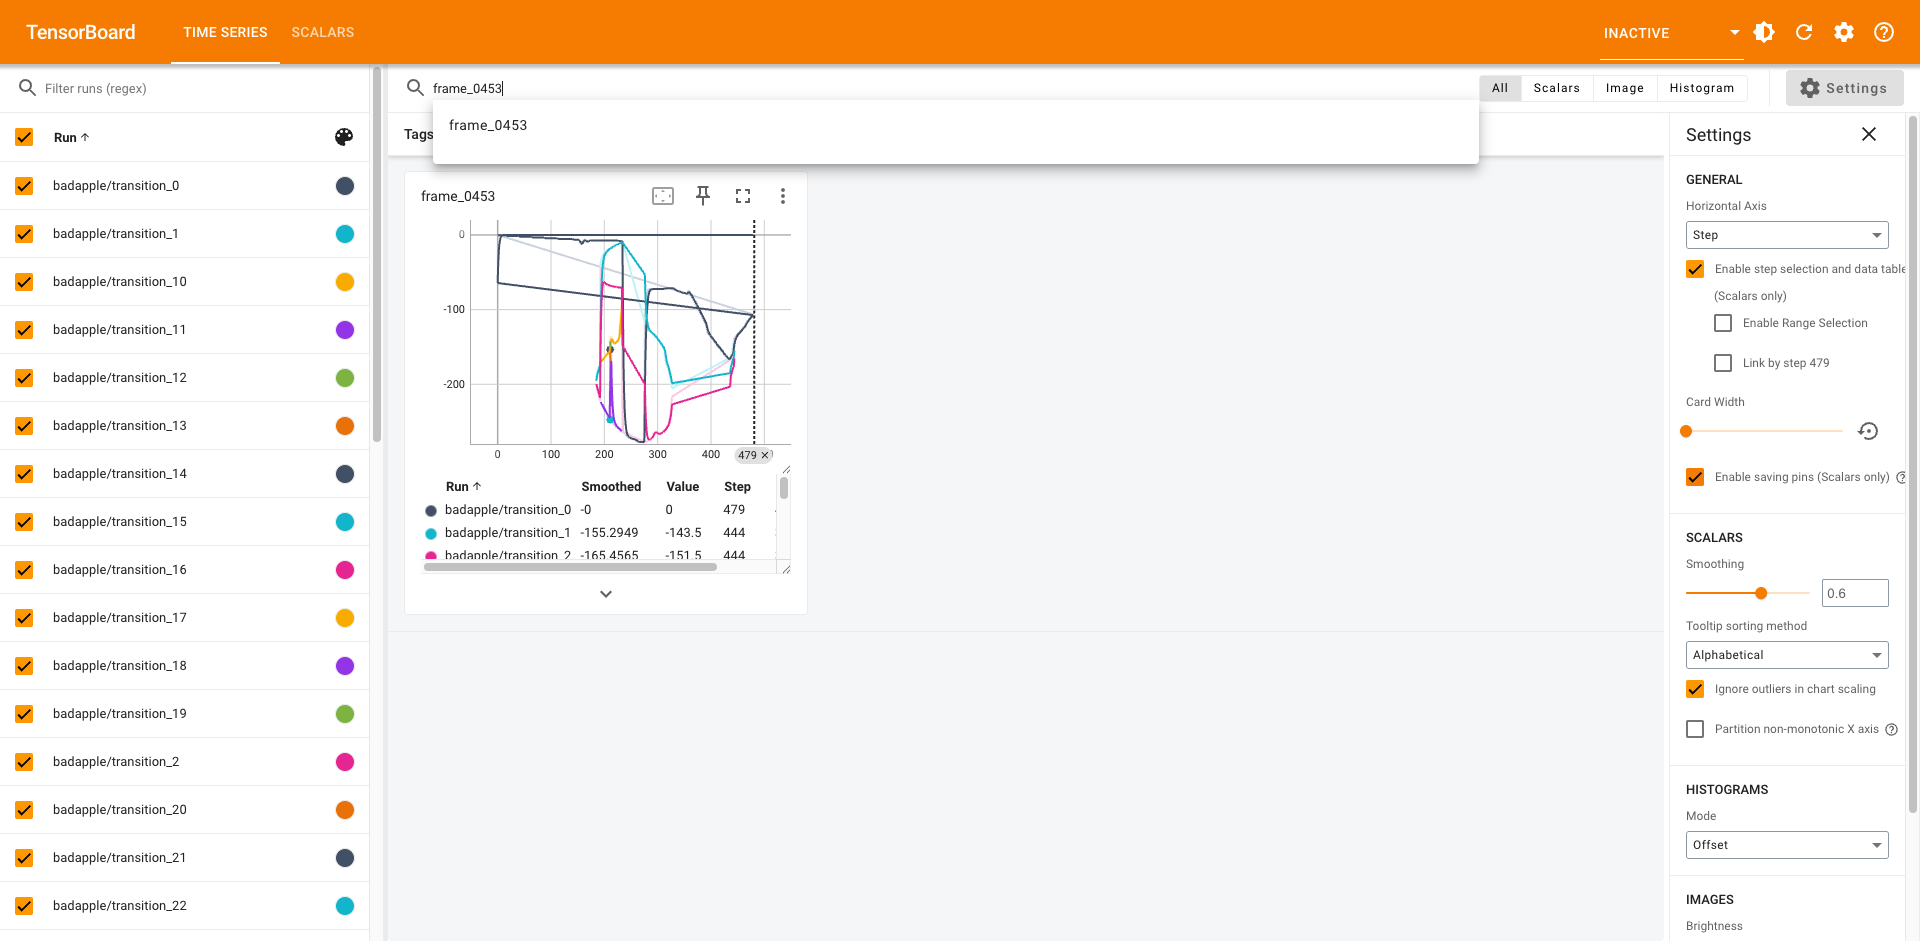 TensorBoard
TIME SERIES
SCALARS
INACTIVE
Filter runs (regex)
Run
badapple/transition_0
badapple/transition_1
badapple/transition_10
badapple/transition_11
badapple/transition_12
badapple/transition_13
badapple/transition_14
badapple/transition_15
badapple/transition_16
badapple/transition_17
badapple/transition_18
badapple/transition_19
badapple/transition_2
badapple/transition_20
badapple/transition_21
badapple/transition_22
frame_0453
frame_0453
All
Scalars
Image
Histogram
Settings
Tags
frame_0453
0
-100
-200
0
100
200
300
400
479
Run Smoothed Value Step
badapple/transition_0 -0 0 479
badapple/transition_1 -155.2949 -143.5 444
badapple/transition_2 -165.4565 -151.5 444
Settings
GENERAL
Horizontal Axis
Step
Enable step selection and data table
(Scalars only)
Enable Range Selection
Link by step 479
Card Width
Enable saving pins (Scalars only)
SCALARS
Smoothing
0.6
Tooltip sorting method
Alphabetical
Ignore outliers in chart scaling
Partition non-monotonic X axis
HISTOGRAMS
Mode
Offset
IMAGES
Brightness